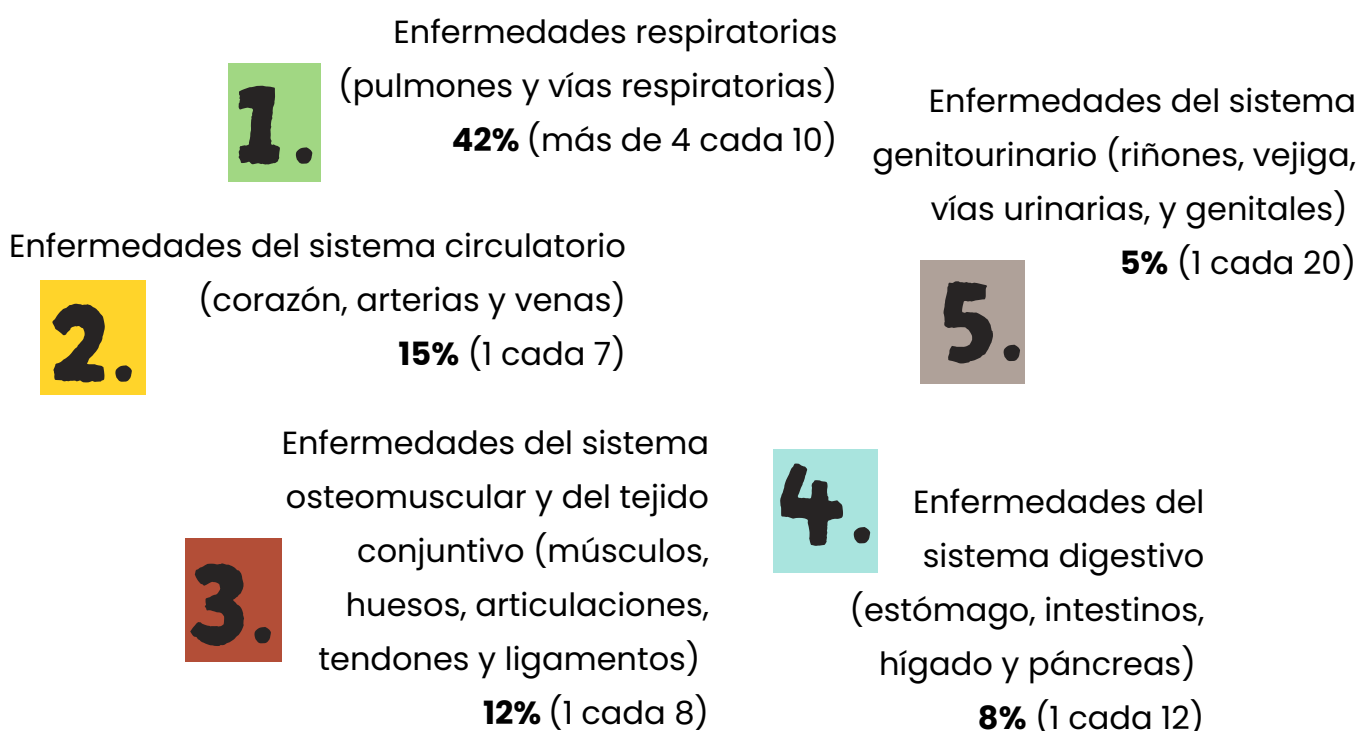 1.
Enfermedades respiratorias
(pulmones y vías respiratorias)
42% (más de 4 cada 10)
2.
Enfermedades del sistema circulatorio
(corazón, arterias y venas)
15% (1 cada 7)
3.
Enfermedades del sistema
osteomuscular y del tejido
conjuntivo (músculos,
huesos, articulaciones,
tendones y ligamentos)
12% (1 cada 8)
4.
Enfermedades del
sistema digestivo
(estómago, intestinos,
hígado y páncreas)
8% (1 cada 12)
5.
Enfermedades del sistema
genitourinario (riñones, vejiga,
vías urinarias, y genitales)
5% (1 cada 20)